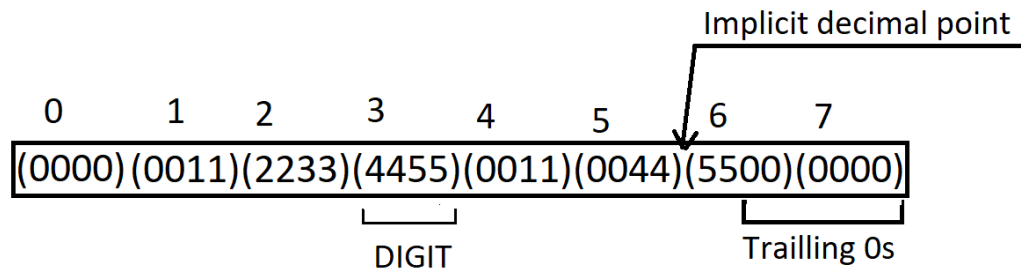 Implicit decimal point
0 1 2 3 4 5 6 7
(0000)(0011)(2233)(4455)(0011)(0044)(5500)(0000)
DIGIT Trailling 0s